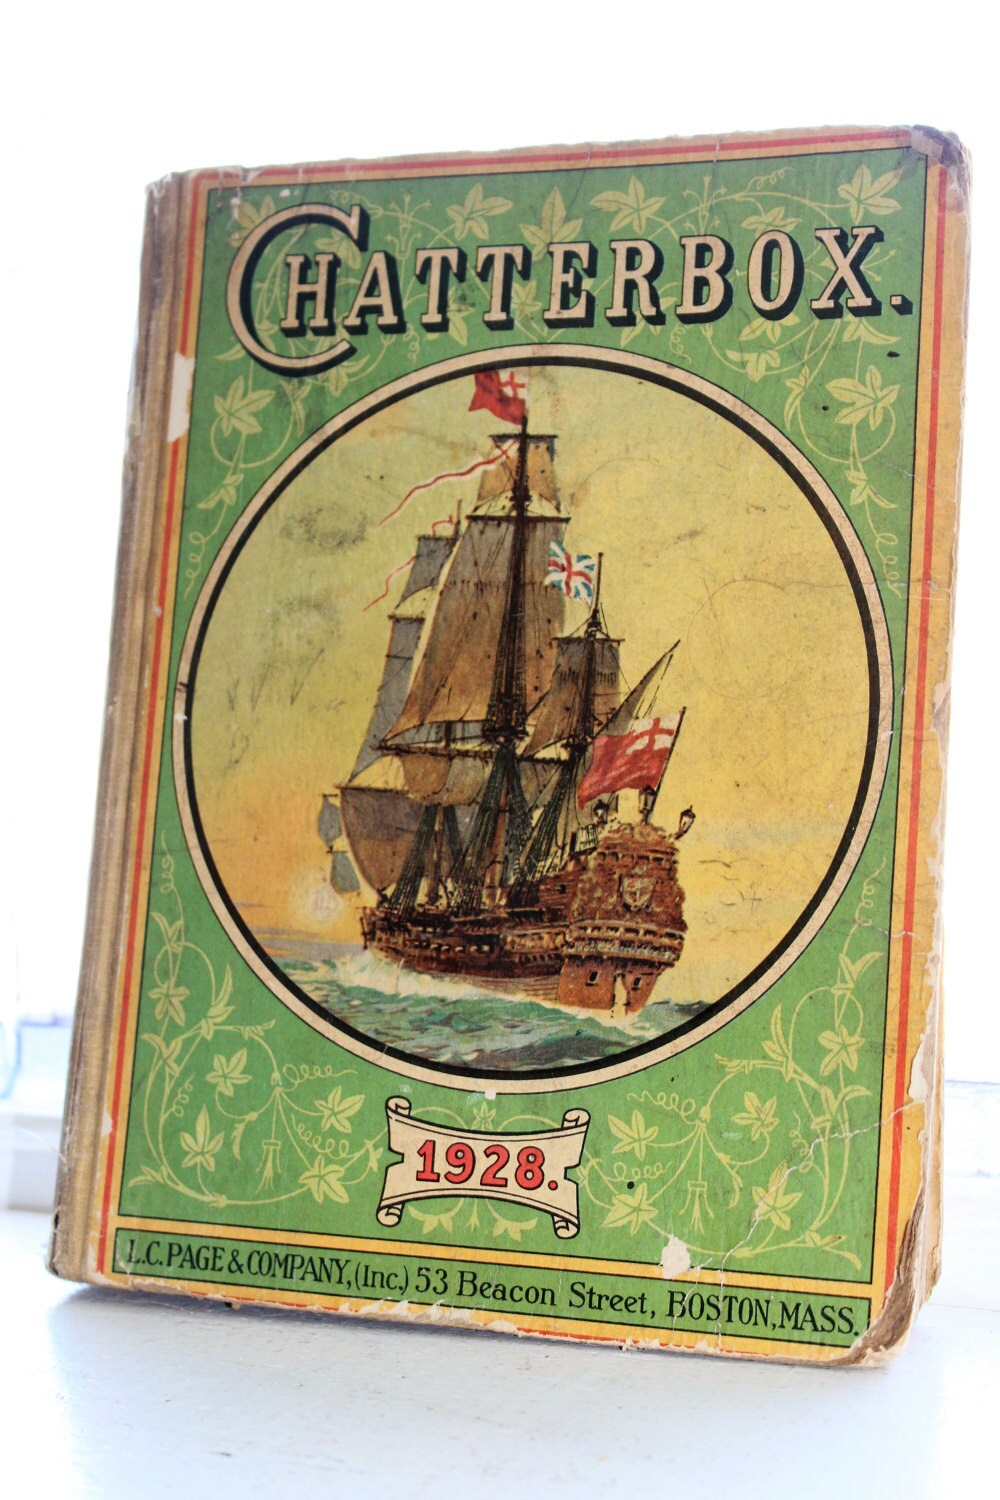 CHATTERBOX.
1928.
L.C. PAGE & COMPANY, (Inc.) 53 Beacon Street, BOSTON, MASS.